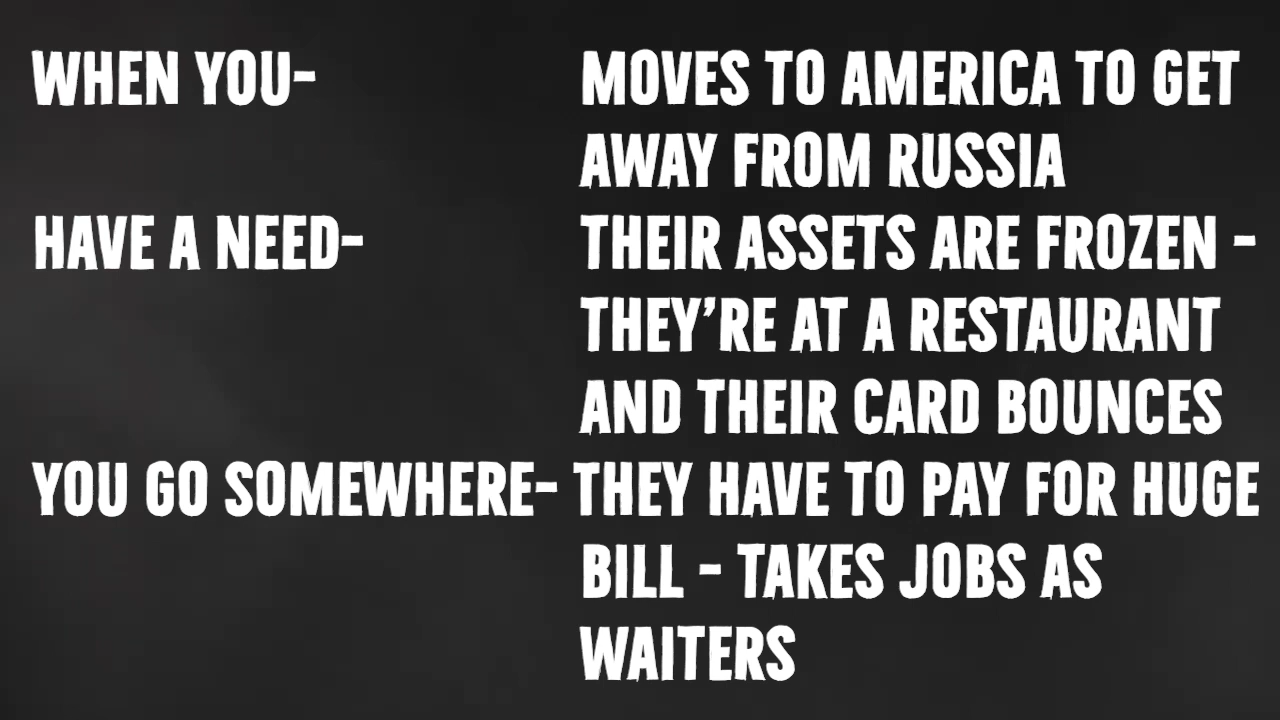 WHEN YOU- MOVES TO AMERICA TO GET
AWAY FROM RUSSIA
HAVE A NEED- THEIR ASSETS ARE FROZEN -
THEY'RE AT A RESTAURANT
AND THEIR CARD BOUNCES
YOU GO SOMEWHERE- THEY HAVE TO PAY FOR HUGE
BILL - TAKES JOBS AS
WAITERS